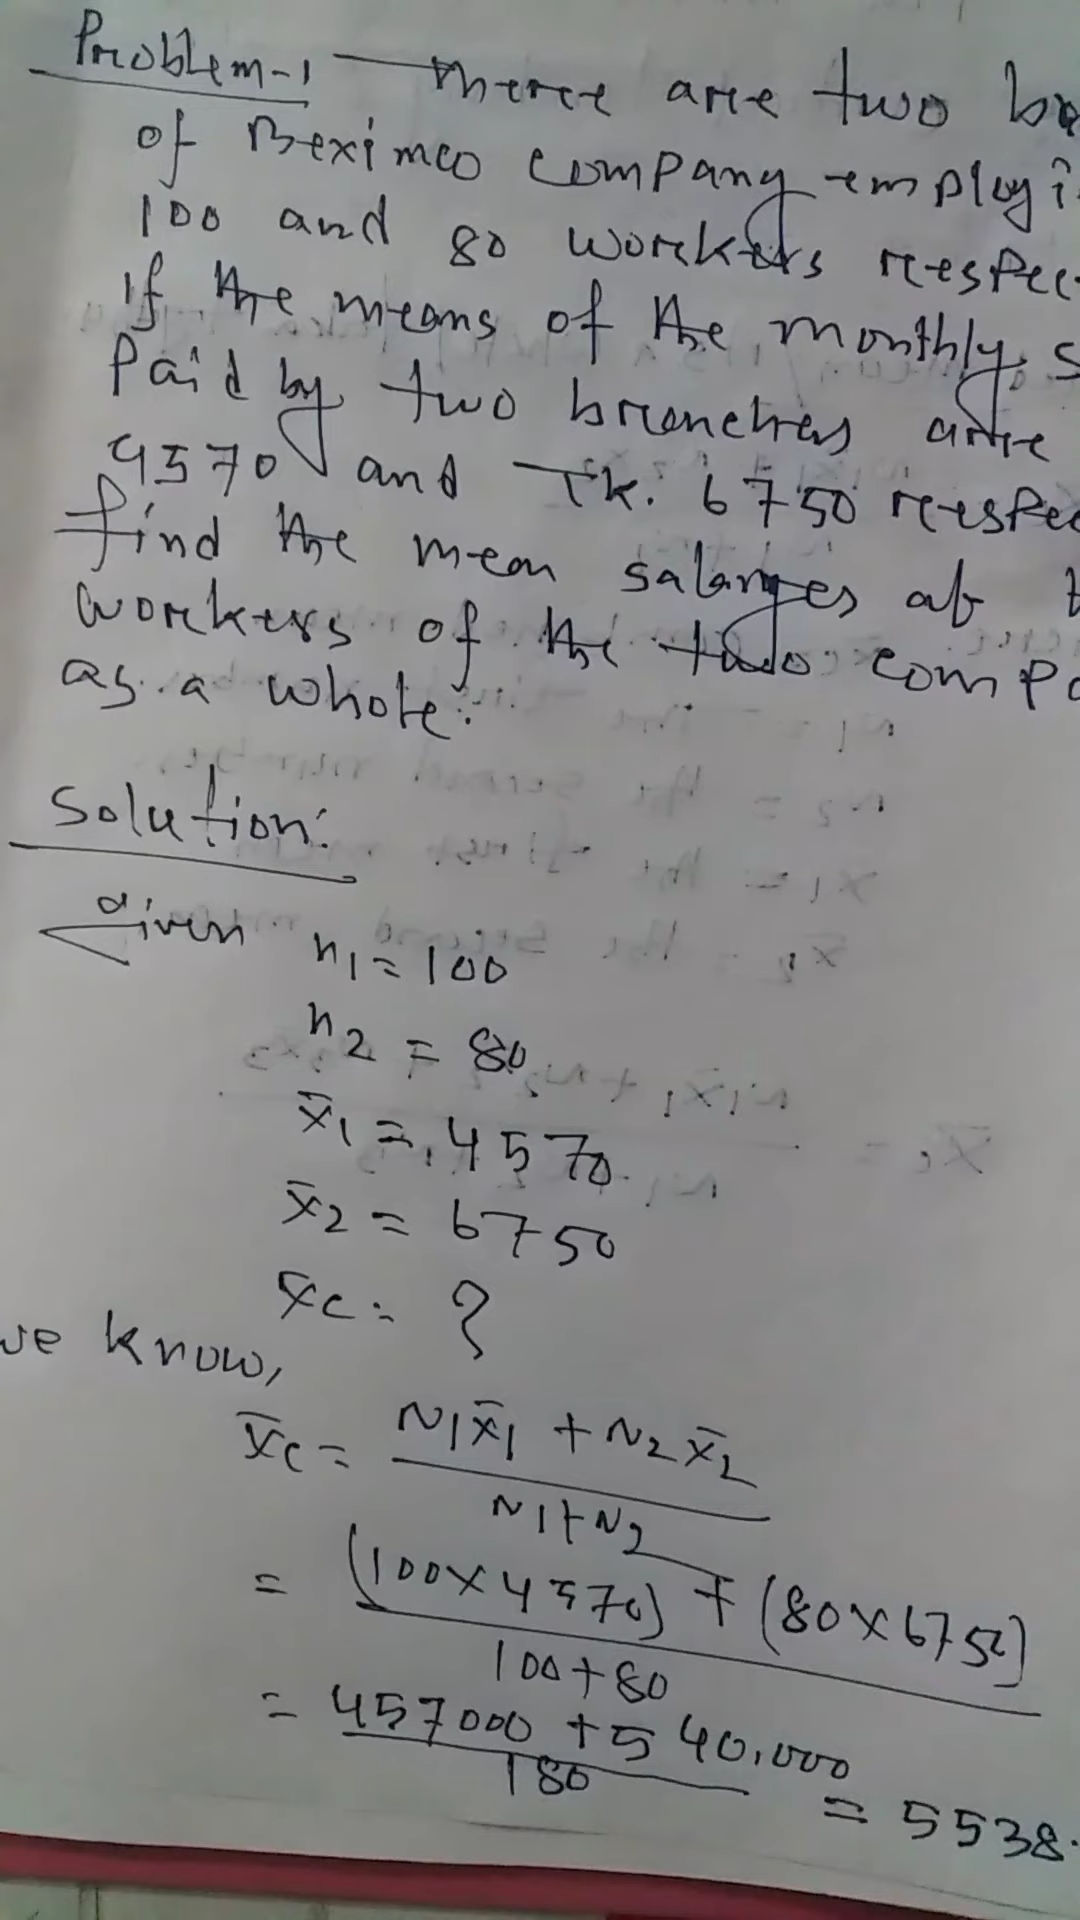 Problem-1 There are two
of Beximco company employi
100 and 80 workers respec
If the means of the monthly s
Paid by two branches are
4570 and Tk. 6750 respec
find the mean salaries of
workers of the two comp
as a whole.
Solution:
Given n1 = 100
n2 = 80
x̄1 = 4570
x̄2 = 6750
x̄c = ?
we know,
x̄c = N1x̄1 + N2x̄2
N1+N2
= (100×4570) + (80×6750)
100+80
= 457000 + 540,000
180
= 5538.